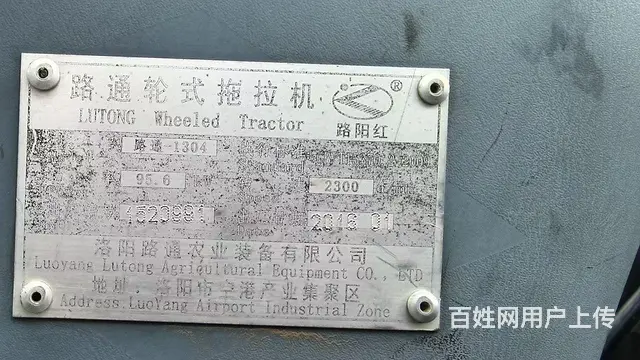 路通轮式拖拉机
®
LUTONG Wheeled Tractor
路阳红
路通-1304
95.6
2300
4520991
2016 01
洛阳路通农业装备有限公司
Luoyang Lutong Agricultural Equipment CO., LTD
地址:洛阳市空港产业集聚区
Address:LuoYang Airport Industrial Zone
百姓网用户上传